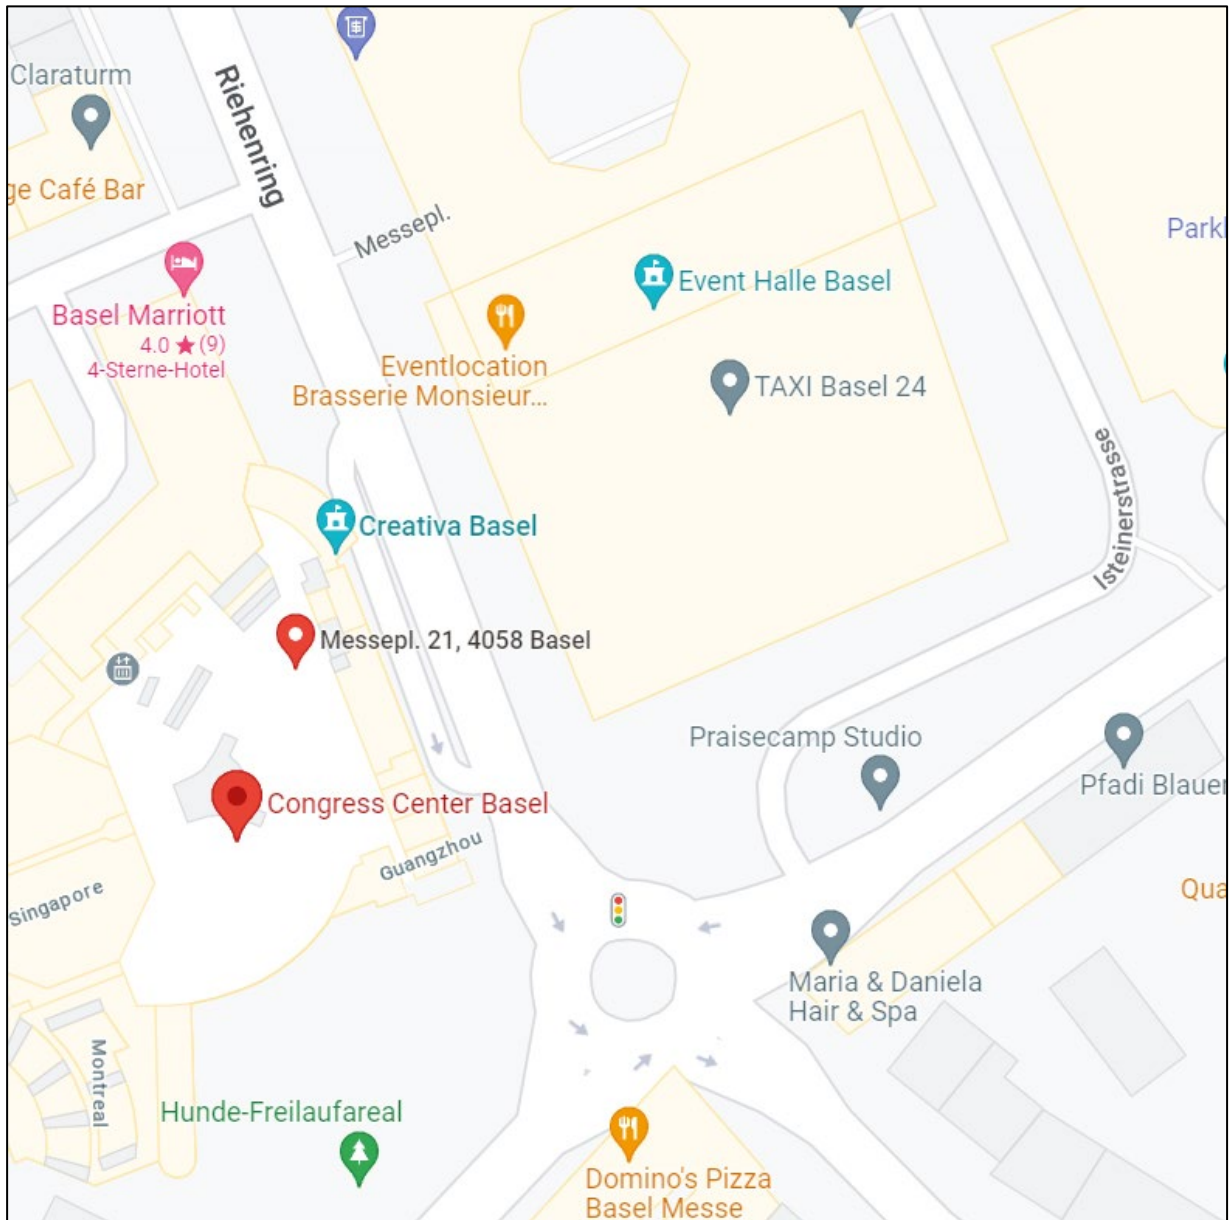 Claraturm
ge Café Bar
Riehenring
Messepl.
Parkl
Basel Marriott
4.0 ★ (9)
4-Sterne-Hotel
Event Halle Basel
Eventlocation
Brasserie Monsieur...
TAXI Basel 24
Isteinerstrasse
Creativa Basel
Messepl. 21, 4058 Basel
Praisecamp Studio
Pfadi Blauer
Congress Center Basel
Guangzhou
Singapore
Qua
Maria & Daniela
Hair & Spa
Montreal
Hunde-Freilaufareal
Domino's Pizza
Basel Messe